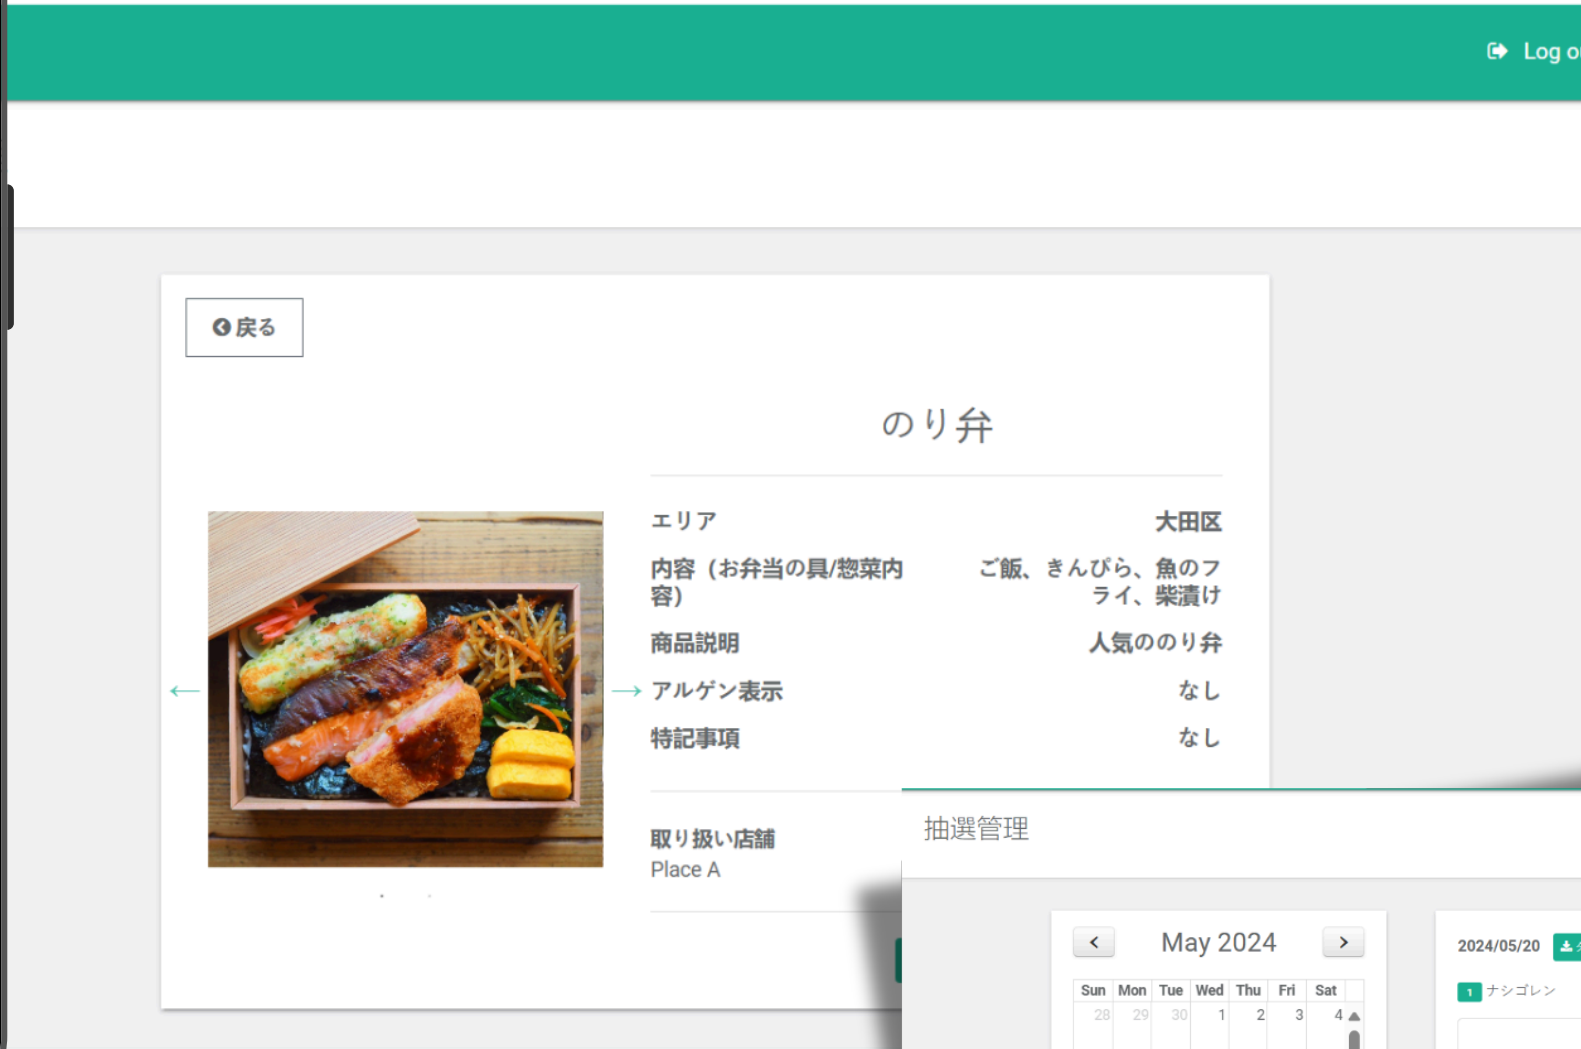 Log o
戻る
のり弁
エリア 大田区
内容（お弁当の具/惣菜内容） ご飯、きんぴら、魚のフライ、柴漬け
商品説明 人気ののり弁
アルゲン表示 なし
特記事項 なし
取り扱い店舗
Place A
抽選管理
May 2024
Sun Mon Tue Wed Thu Fri Sat
28 29 30 1 2 3 4
2024/05/20
1 ナシゴレン